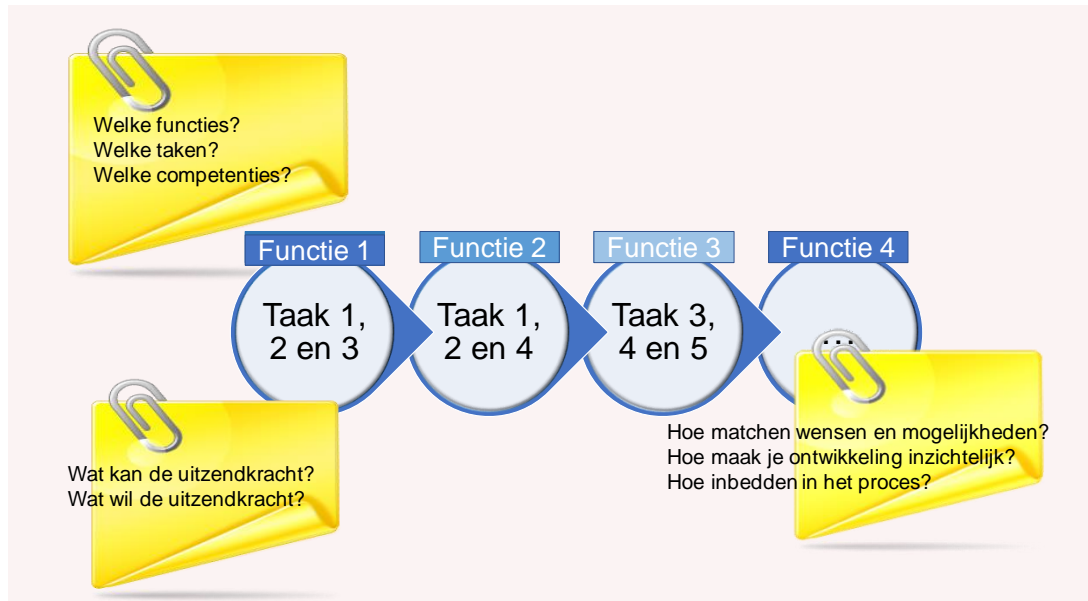 Welke functies?
Welke taken?
Welke competenties?
Functie 1
Functie 2
Functie 3
Functie 4
Taak 1,
2 en 3
Taak 1,
2 en 4
Taak 3,
4 en 5
...
Wat kan de uitzendkracht?
Wat wil de uitzendkracht?
Hoe matchen wensen en mogelijkheden?
Hoe maak je ontwikkeling inzichtelijk?
Hoe inbedden in het proces?